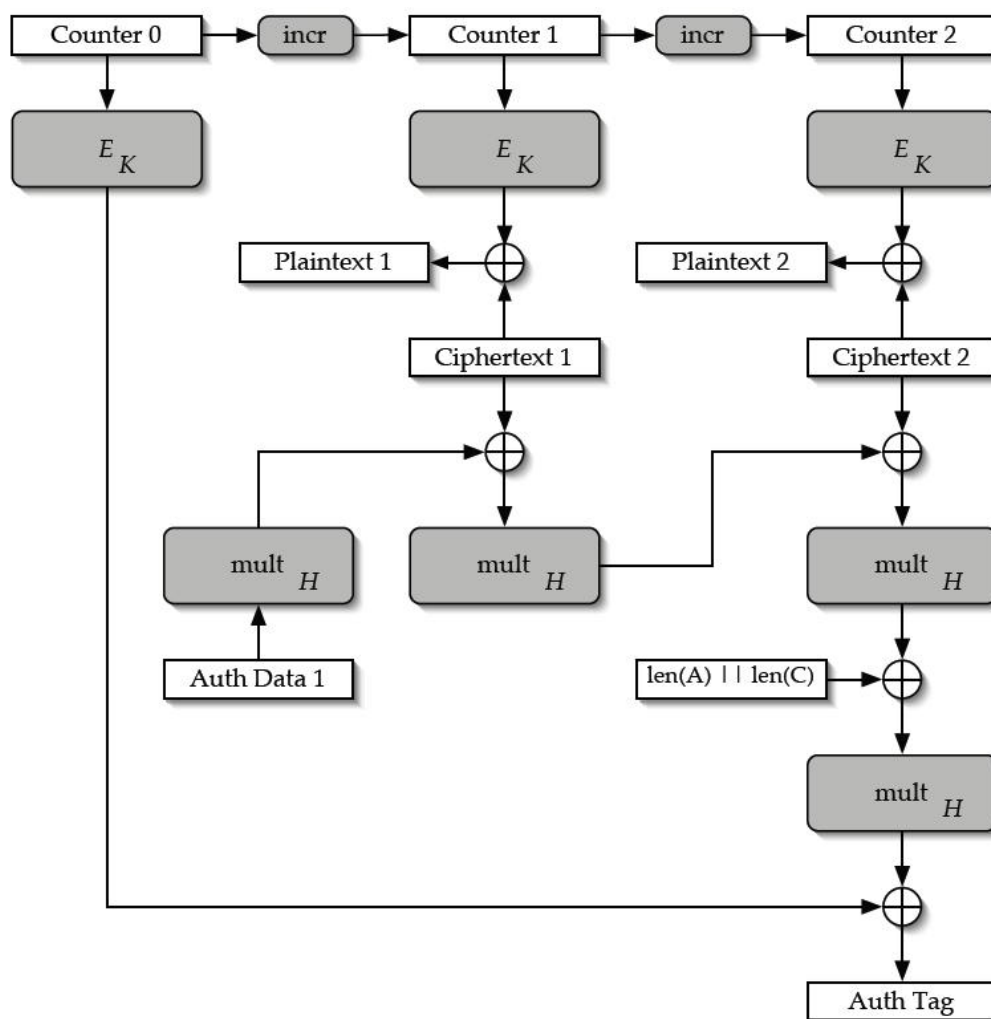 Counter 0
incr
Counter 1
incr
Counter 2
E K
E K
E K
Plaintext 1
Plaintext 2
Ciphertext 1
Ciphertext 2
mult H
mult H
mult H
Auth Data 1
len(A) || len(C)
mult H
Auth Tag